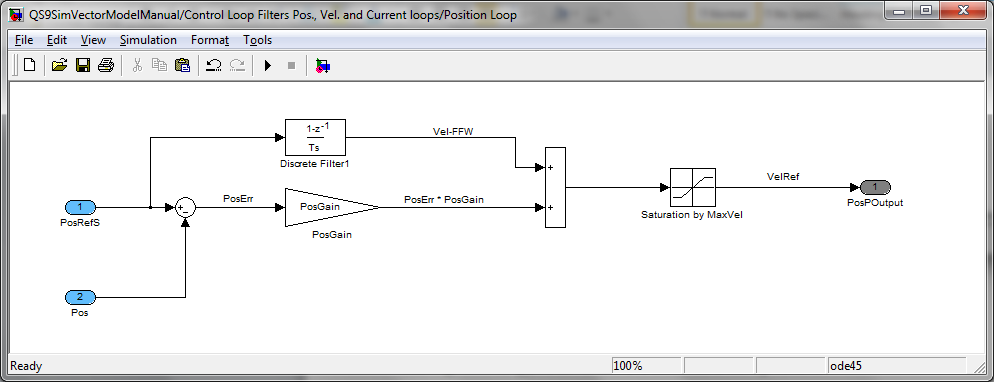 QS9SimVectorModelManual/Control Loop Filters Pos., Vel. and Current loops/Position Loop
File Edit View Simulation Format Tools
1-z-1
Ts
Discrete Filter1
Vel-FFW
1
PosRefS
+
-
PosErr
PosGain
PosGain
PosErr * PosGain
+
+
Saturation by MaxVel
VelRef
1
PosPOutput
2
Pos
Ready
100%
ode45